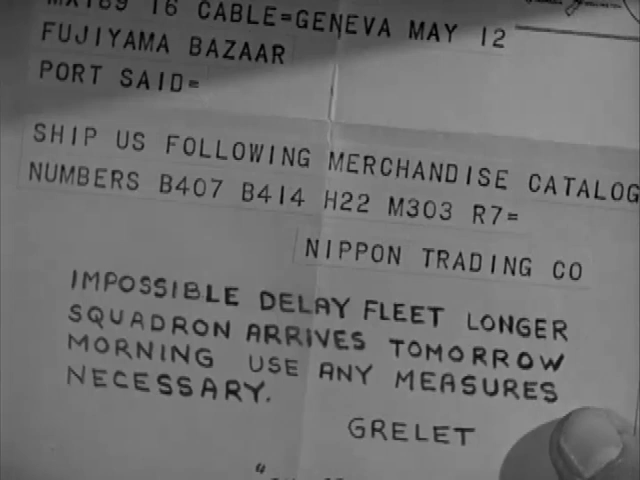 MX189 16 CABLE=GENEVA MAY 12
FUJIYAMA BAZAAR
PORT SAID=
SHIP US FOLLOWING MERCHANDISE CATALOG
NUMBERS B407 B414 H22 M303 R7=
NIPPON TRADING CO
IMPOSSIBLE DELAY FLEET LONGER
SQUADRON ARRIVES TOMORROW
MORNING USE ANY MEASURES
NECESSARY.
GRELET